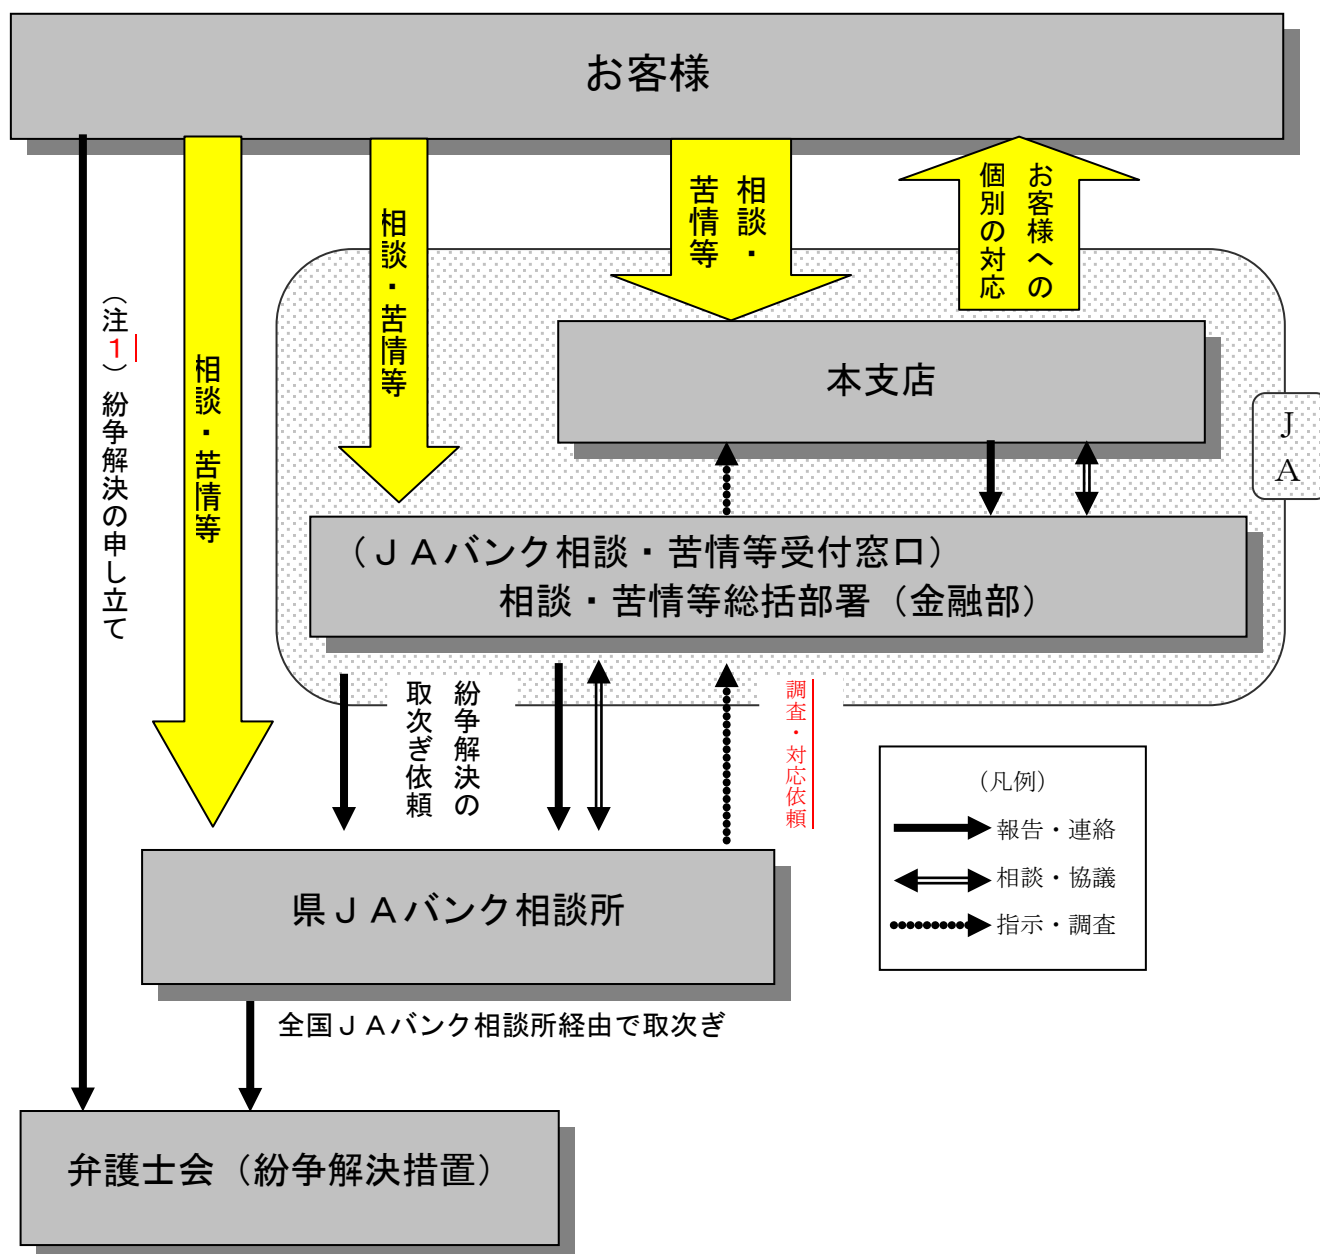 お客様
（注１）紛争解決の申し立て
相談・苦情等
相談・苦情等
相談・
苦情等
お客様への
個別の対応
本支店
ＪＡ
（ＪＡバンク相談・苦情等受付窓口）
相談・苦情等総括部署（金融部）
紛争解決の
取次ぎ依頼
調査・対応依頼
（凡例）
報告・連絡
相談・協議
指示・調査
県ＪＡバンク相談所
全国ＪＡバンク相談所経由で取次ぎ
弁護士会（紛争解決措置）